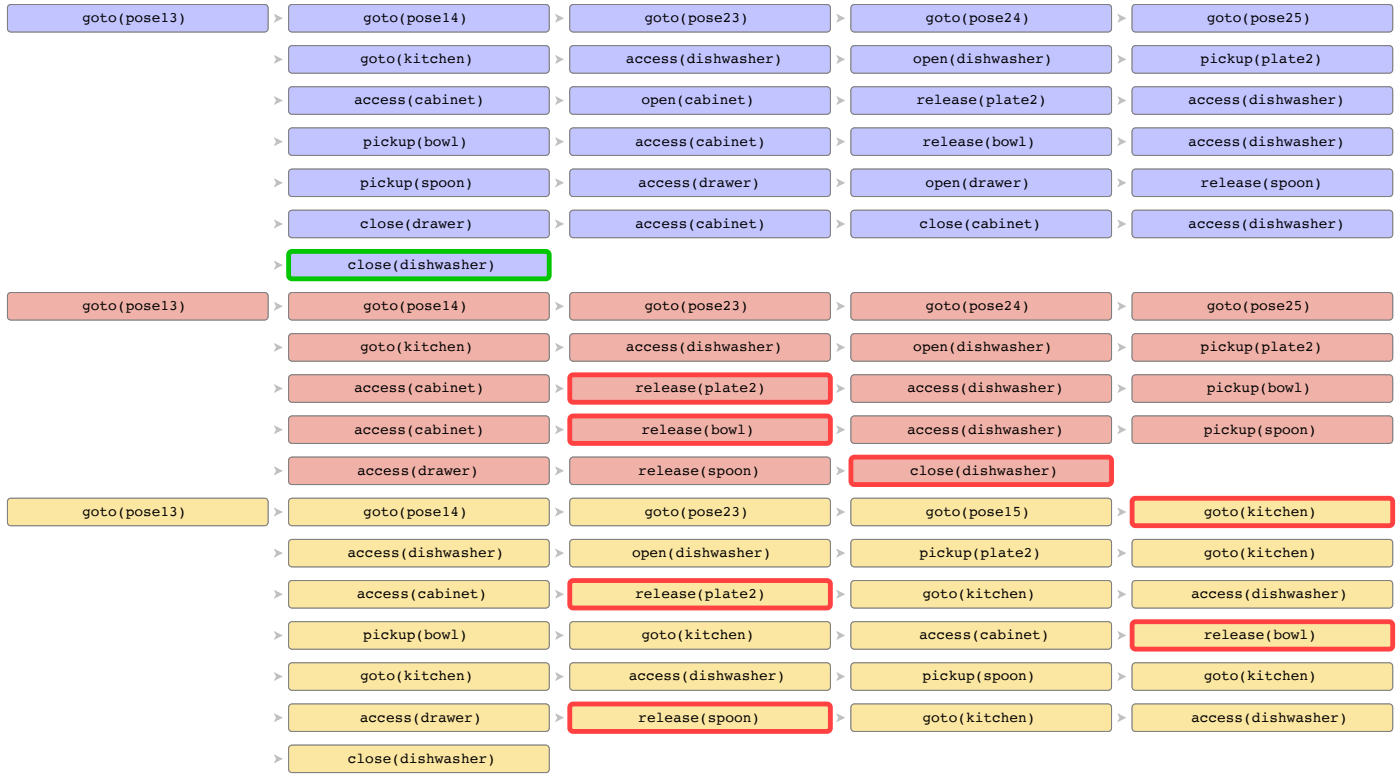 goto(pose13) goto(pose14) goto(pose23) goto(pose24) goto(pose25)
goto(kitchen) access(dishwasher) open(dishwasher) pickup(plate2)
access(cabinet) open(cabinet) release(plate2) access(dishwasher)
pickup(bowl) access(cabinet) release(bowl) access(dishwasher)
pickup(spoon) access(drawer) open(drawer) release(spoon)
close(drawer) access(cabinet) close(cabinet) access(dishwasher)
close(dishwasher)
goto(pose13) goto(pose14) goto(pose23) goto(pose24) goto(pose25)
goto(kitchen) access(dishwasher) open(dishwasher) pickup(plate2)
access(cabinet) release(plate2) access(dishwasher) pickup(bowl)
access(cabinet) release(bowl) access(dishwasher) pickup(spoon)
access(drawer) release(spoon) close(dishwasher)
goto(pose13) goto(pose14) goto(pose23) goto(pose15) goto(kitchen)
access(dishwasher) open(dishwasher) pickup(plate2) goto(kitchen)
access(cabinet) release(plate2) goto(kitchen) access(dishwasher)
pickup(bowl) goto(kitchen) access(cabinet) release(bowl)
goto(kitchen) access(dishwasher) pickup(spoon) goto(kitchen)
access(drawer) release(spoon) goto(kitchen) access(dishwasher)
close(dishwasher)